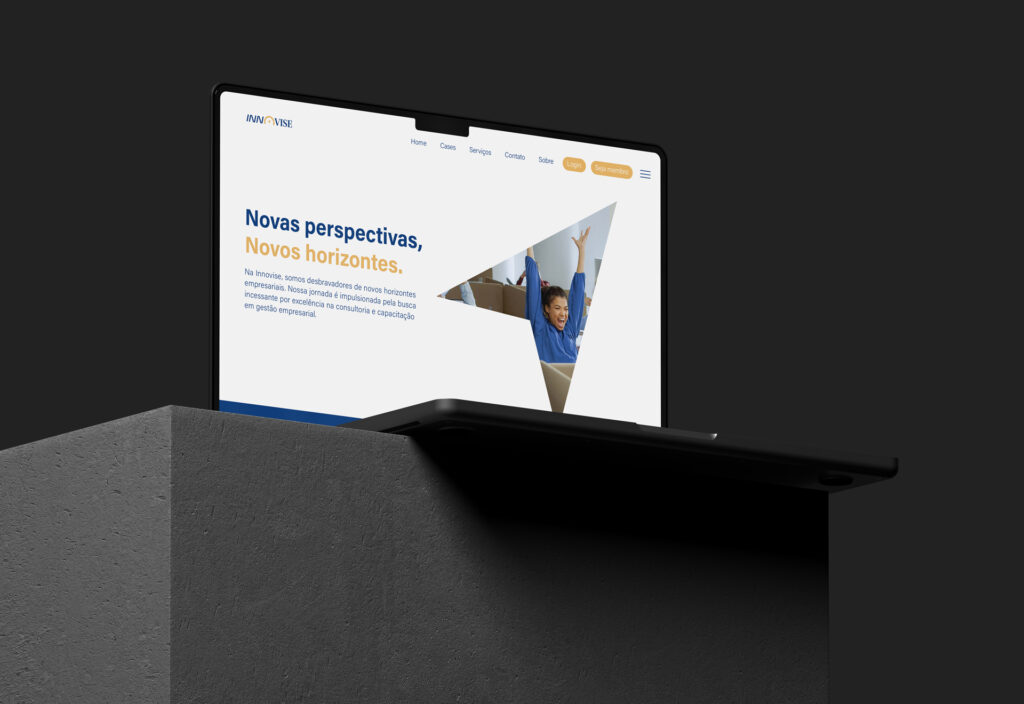 INNOVISE
Home
Cases
Serviços
Contato
Sobre
Login
Seja membro
Novas perspectivas,
Novos horizontes.
Na Innovise, somos desbravadores de novos horizontes
empresariais. Nossa jornada é impulsionada pela busca
incessante por excelência na consultoria e capacitação
em gestão empresarial.